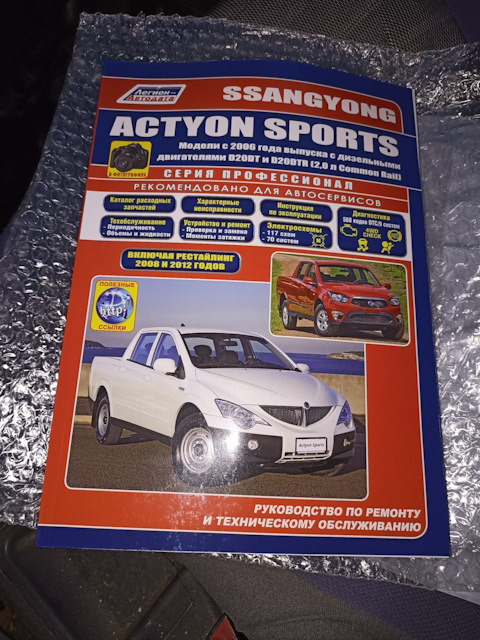 Легион-
Автодата
SSANGYONG
ACTYON SPORTS
Модели с 2006 года выпуска с дизельными
двигателями D20DT и D20DTR (2,0 л Common Rail)
В ФОТОГРАФИЯХ
СЕРИЯ ПРОФЕССИОНАЛ
РЕКОМЕНДОВАНО ДЛЯ АВТОСЕРВИСОВ
Каталог расходных
запчастей
Характерные
неисправности
Инструкция
по эксплуатации
Диагностика
Техобслуживание
- Периодичность
- Объемы и жидкости
Устройство и ремонт
- Проверка и замена
- Моменты затяжки
Электросхемы
- 117 схем
- 70 систем
4WD
CHECK
ВКЛЮЧАЯ РЕСТАЙЛИНГ
2008 И 2012 ГОДОВ
ПОЛЕЗНЫЕ
http:
ССЫЛКИ
Actyon Sports
РУКОВОДСТВО ПО РЕМОНТУ
И ТЕХНИЧЕСКОМУ ОБСЛУЖИВАНИЮ